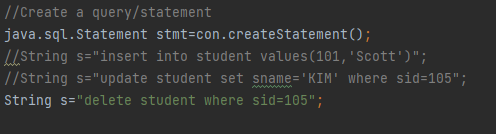 //Create a query/statement
java.sql.Statement stmt=con.createStatement();
//String s="insert into student values(101,'Scott')";
//String s="update student set sname='KIM' where sid=105";
String s="delete student where sid=105";